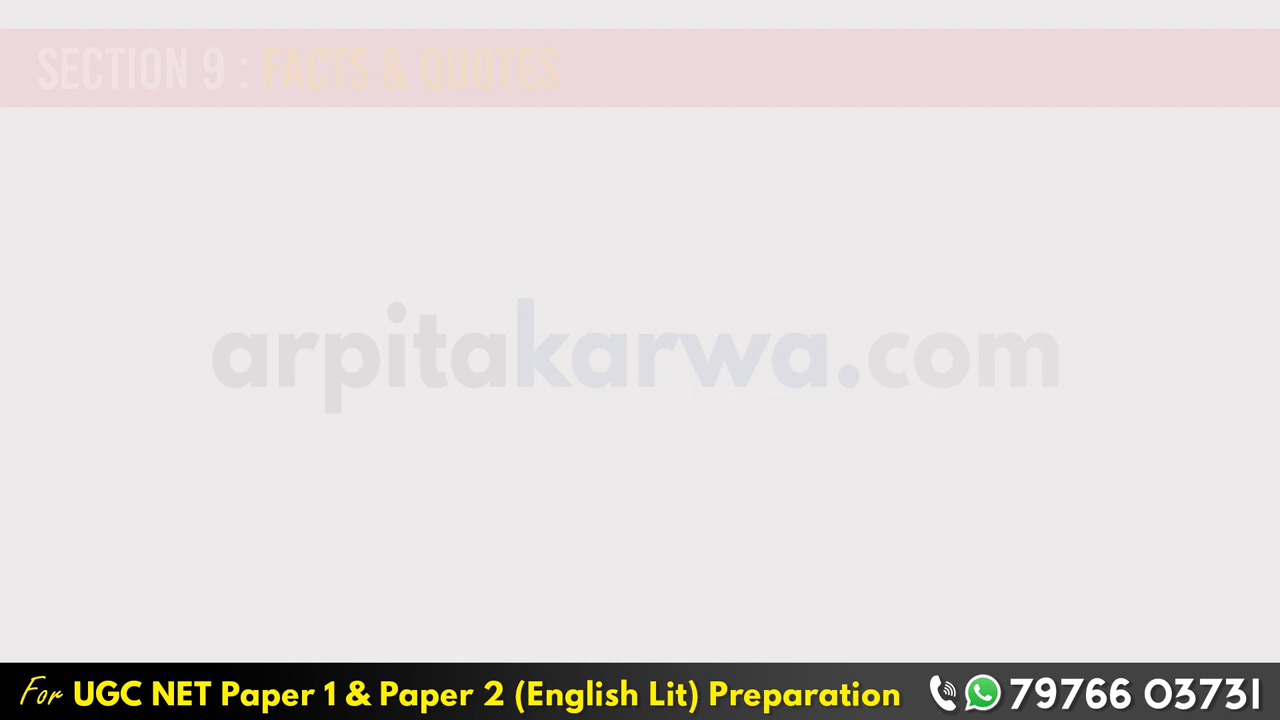 SECTION 9 : FACTS & QUOTES
arpitakarwa.com
For UGC NET Paper 1 & Paper 2 (English Lit) Preparation 79766 03731